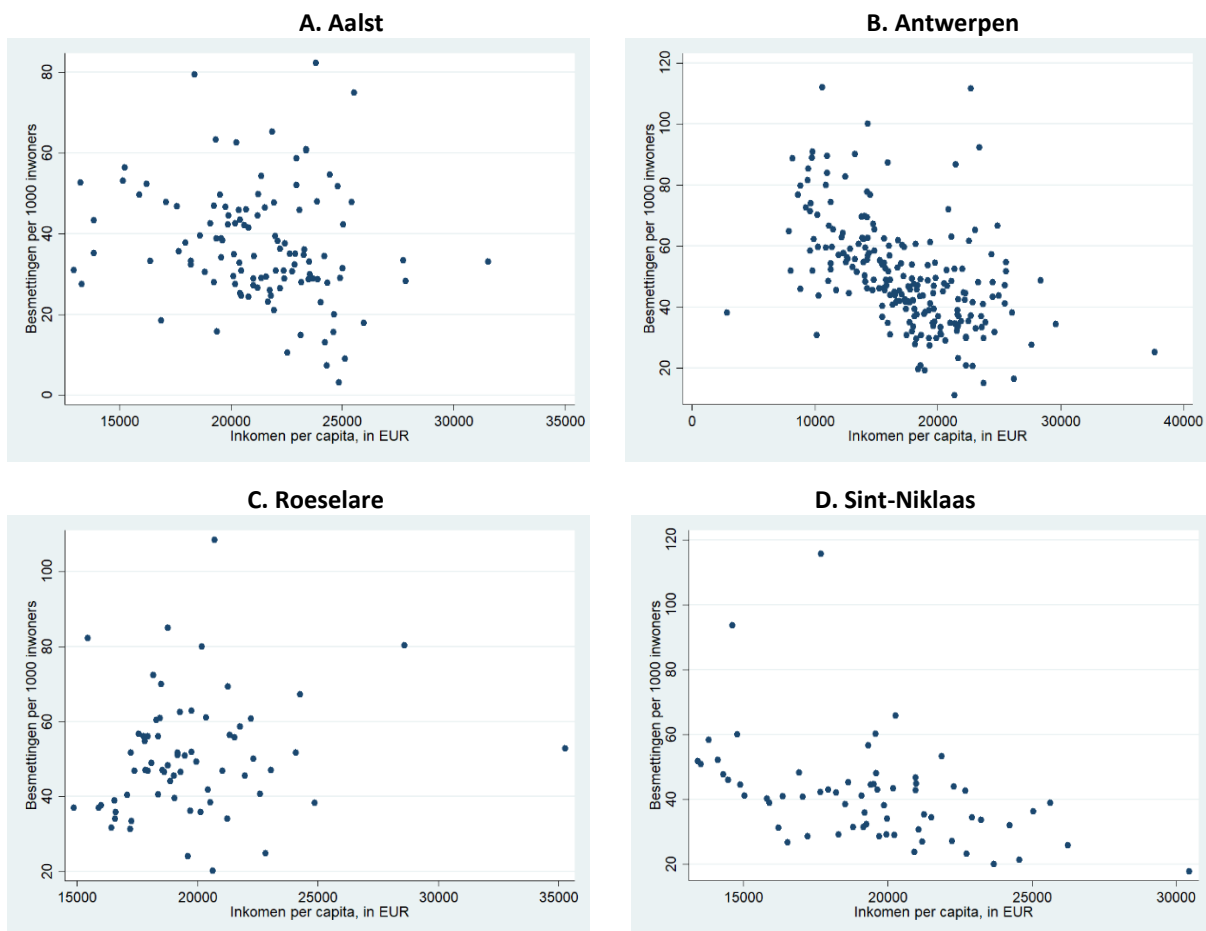 A. Aalst
Besmettingen per 1000 inwoners
80
60
40
20
0
15000 20000 25000 30000 35000
Inkomen per capita, in EUR
B. Antwerpen
Besmettingen per 1000 inwoners
120
100
80
60
40
20
0 10000 20000 30000 40000
Inkomen per capita, in EUR
C. Roeselare
Besmettingen per 1000 inwoners
100
80
60
40
20
15000 20000 25000 30000 35000
Inkomen per capita, in EUR
D. Sint-Niklaas
Besmettingen per 1000 inwoners
120
100
80
60
40
20
15000 20000 25000 30000
Inkomen per capita, in EUR